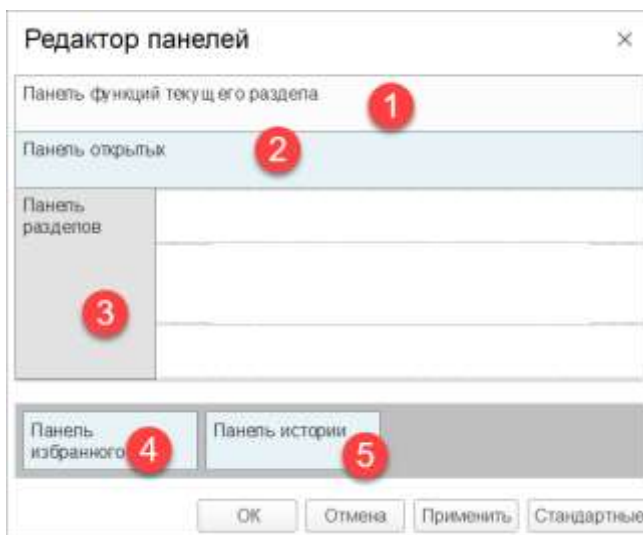 Редактор панелей ×
Панель функций текущего раздела 1
Панель открытых 2
Панель
разделов
3
Панель
избранного 4
Панель истории 5
ОК Отмена Применить Стандартные